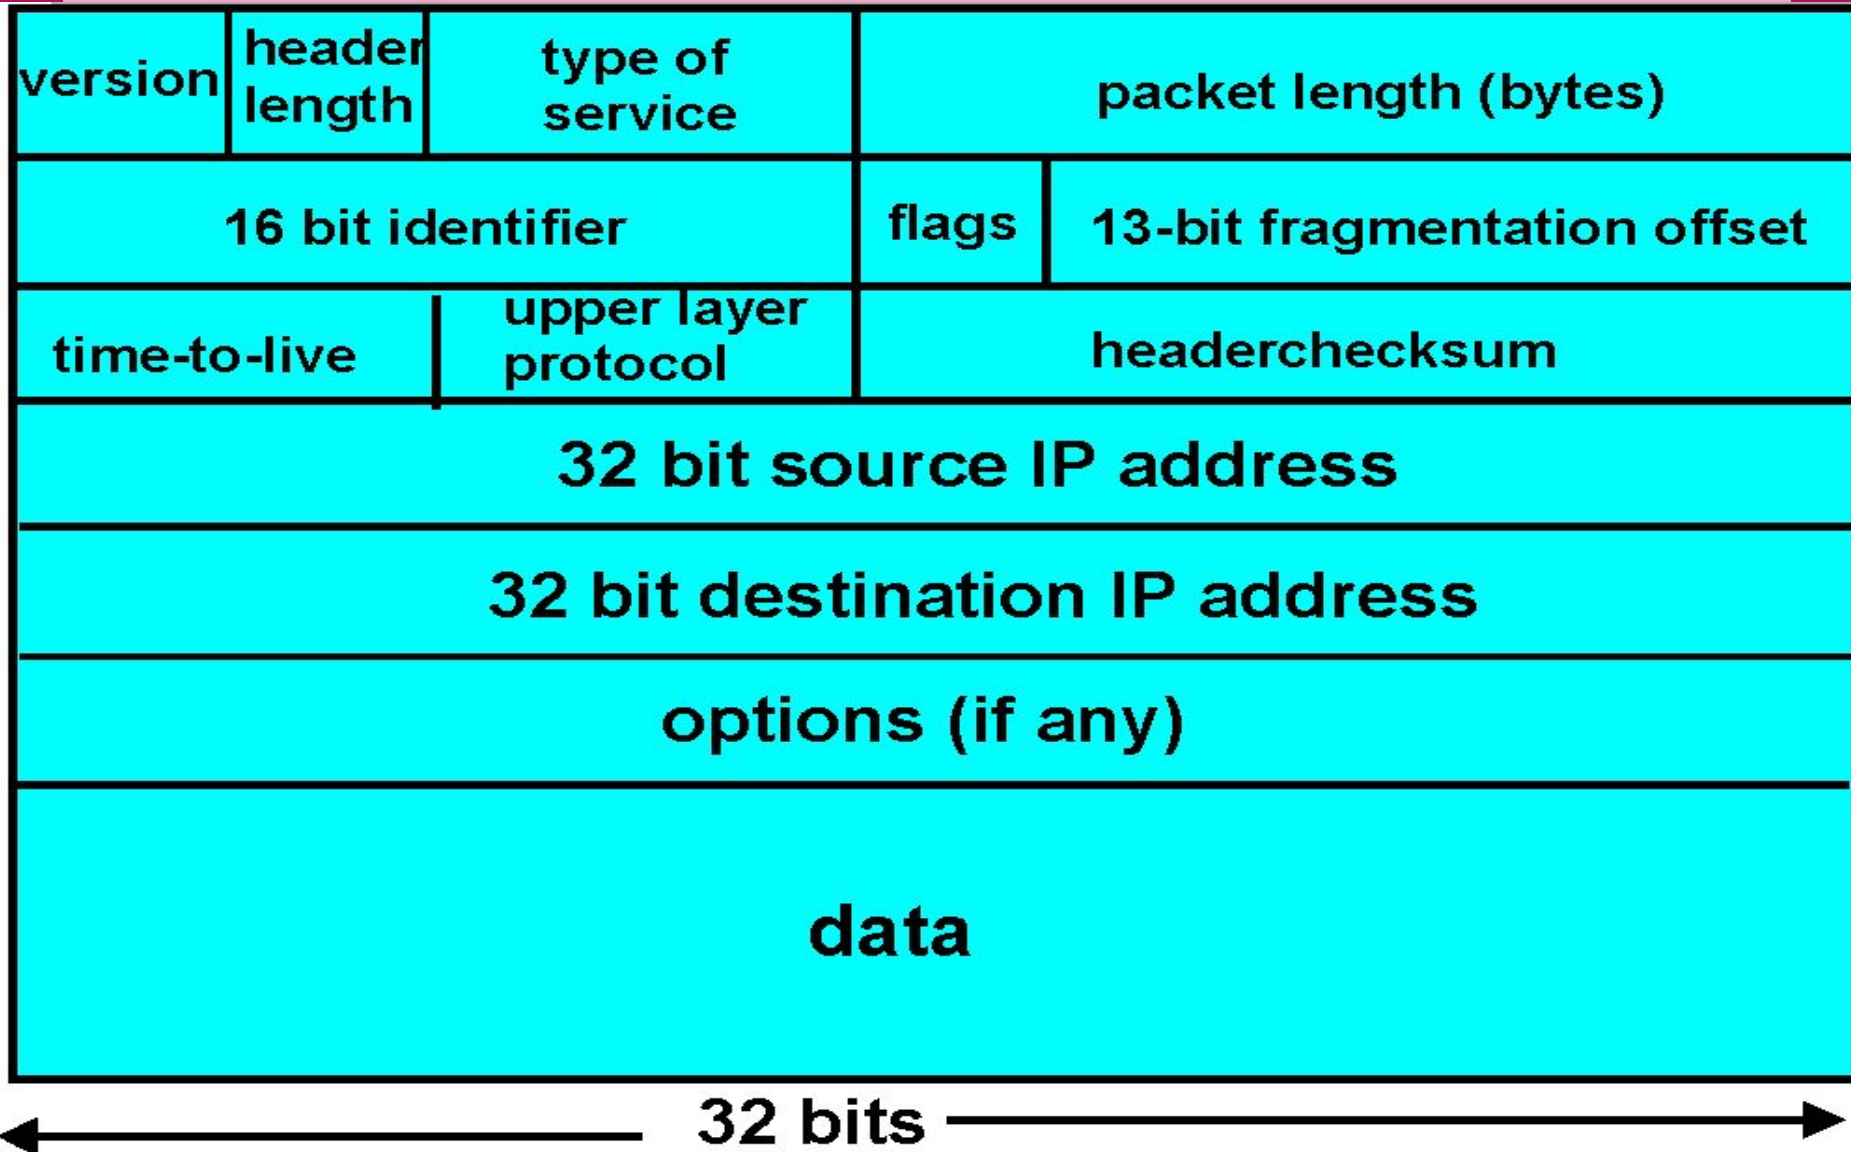 version
header
length
type of
service
packet length (bytes)
16 bit identifier
flags
13-bit fragmentation offset
time-to-live
upper layer
protocol
headerchecksum
32 bit source IP address
32 bit destination IP address
options (if any)
data
32 bits